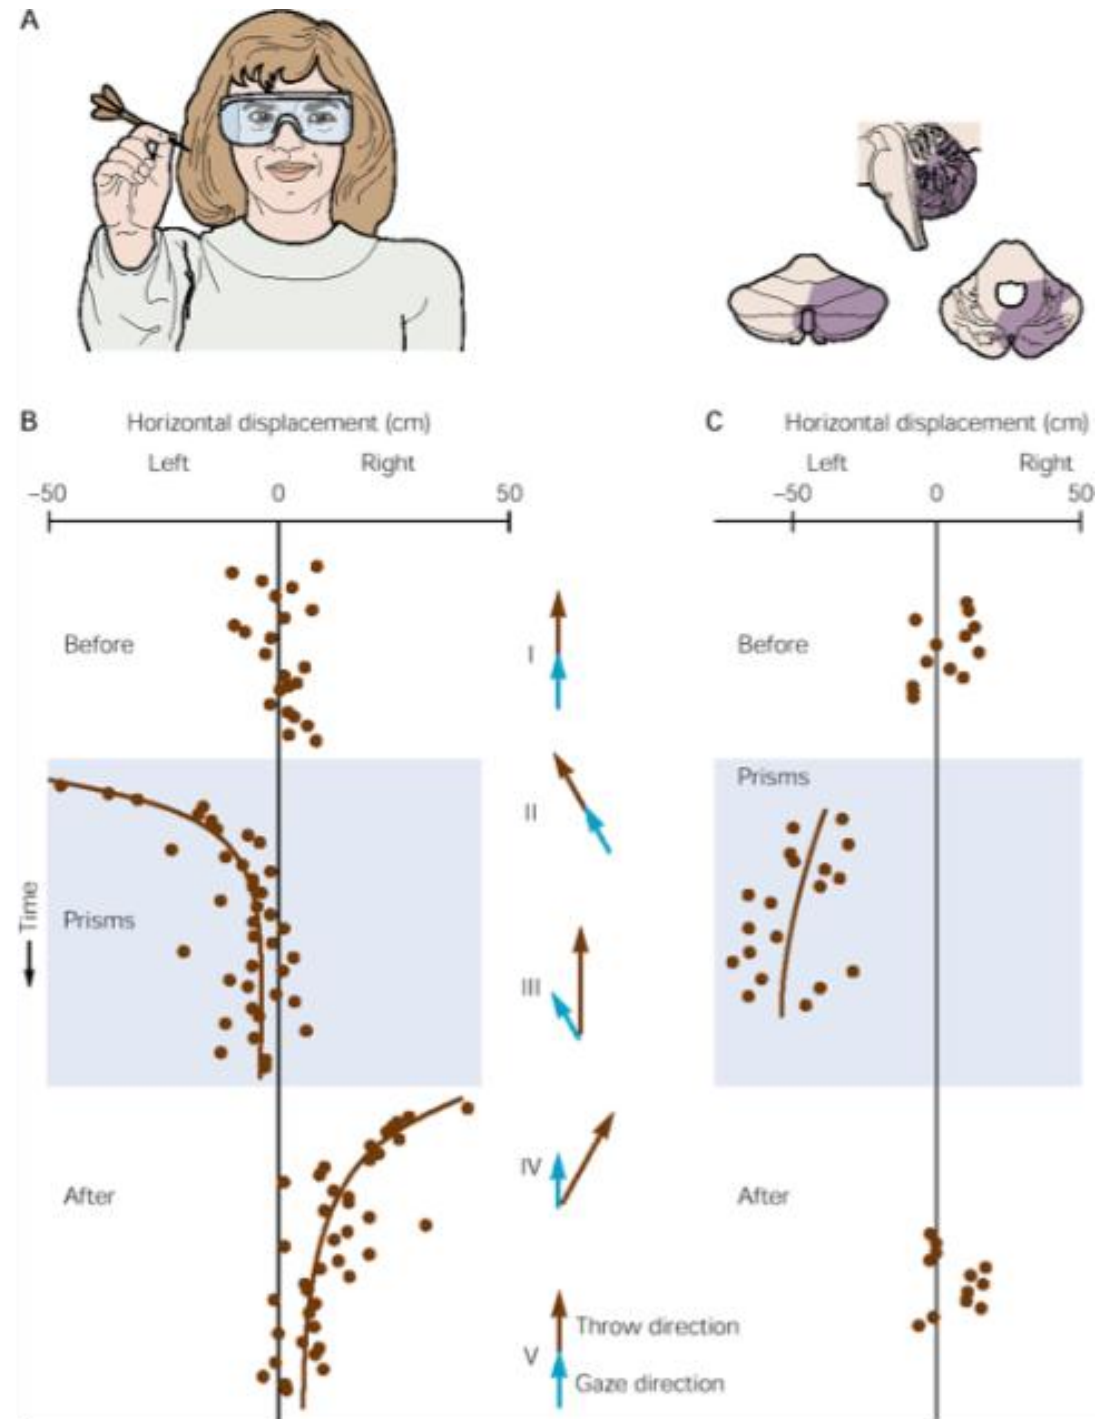 A
B
Horizontal displacement (cm)
Left Right
–50 0 50
Before
Prisms
After
Time
I
II
III
IV
V
Throw direction
Gaze direction
C
Horizontal displacement (cm)
Left Right
–50 0 50
Before
Prisms
After